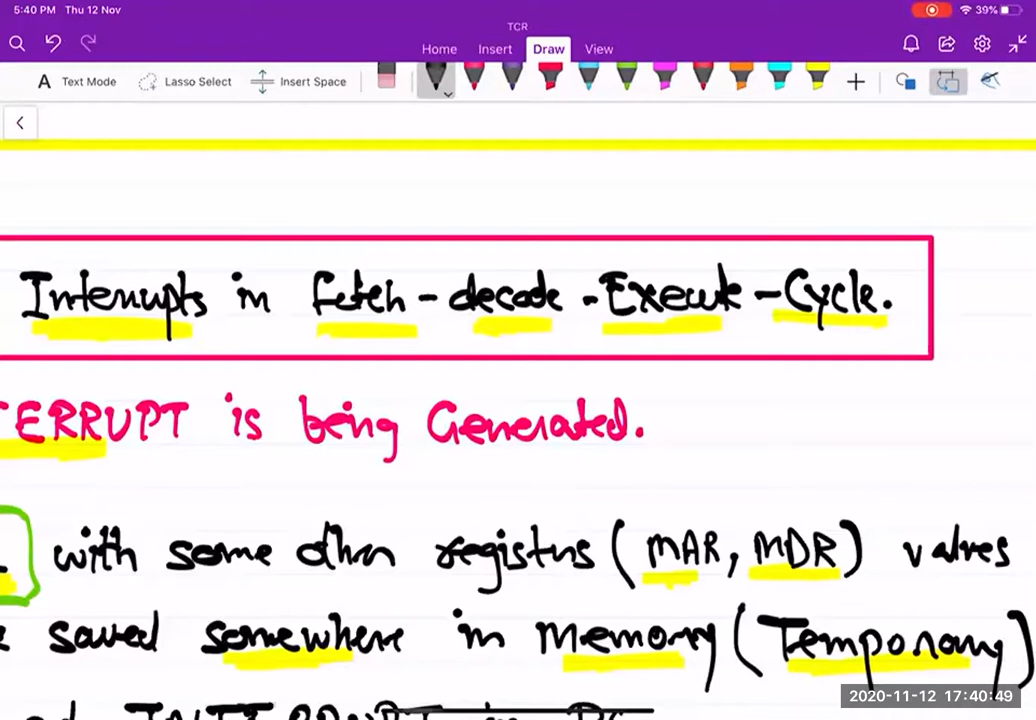 5:40 PM Thu 12 Nov
39%
TCR
Home Insert Draw View
A Text Mode Lasso Select Insert Space
Interrupts in fetch - decode - Execute - Cycle.
TERRUPT is being Generated.
with some other registers (MAR, MDR) values
saved somewhere in Memory (Temporary)
2020-11-12 17:40:49